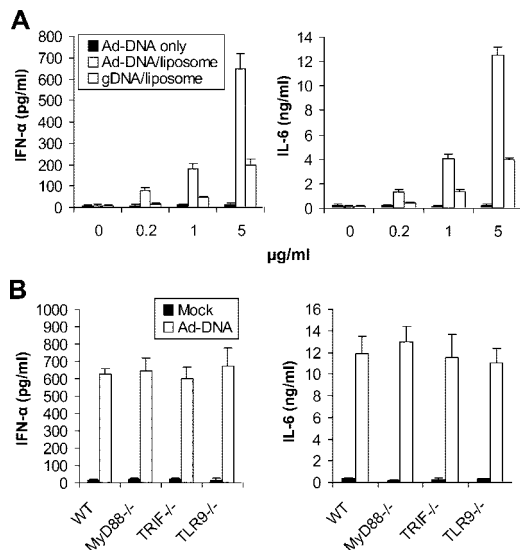 A
IFN-α (pg/ml)
800
700
600
500
400
300
200
100
0
Ad-DNA only
Ad-DNA/liposome
gDNA/liposome
0 0.2 1 5
IL-6 (ng/ml)
14
12
10
8
6
4
2
0
0 0.2 1 5
μg/ml
B
IFN-α (pg/ml)
1000
900
800
700
600
500
400
300
200
100
0
Mock
Ad-DNA
WT
MyD88-/-
TRIF-/-
TLR9-/-
IL-6 (ng/ml)
16
14
12
10
8
6
4
2
0
WT
MyD88-/-
TRIF-/-
TLR9-/-